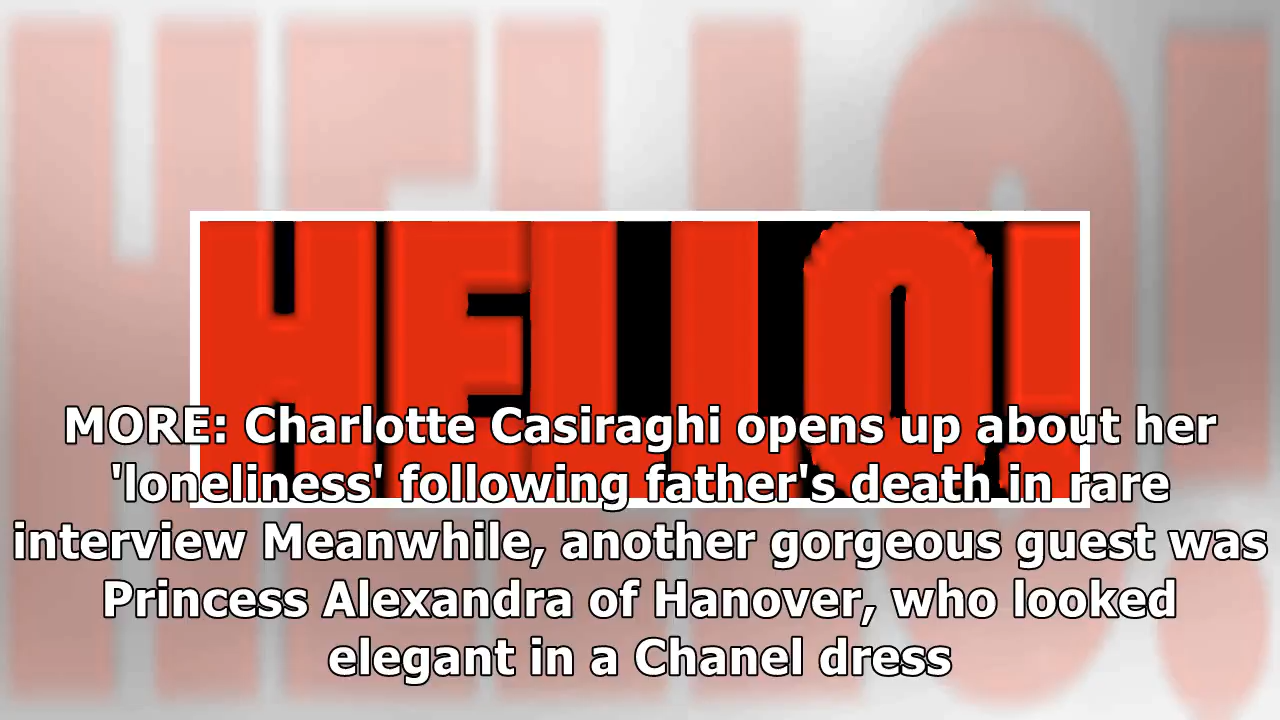 HELLO!
MORE: Charlotte Casiraghi opens up about her
'loneliness' following father's death in rare
interview Meanwhile, another gorgeous guest was
Princess Alexandra of Hanover, who looked
elegant in a Chanel dress